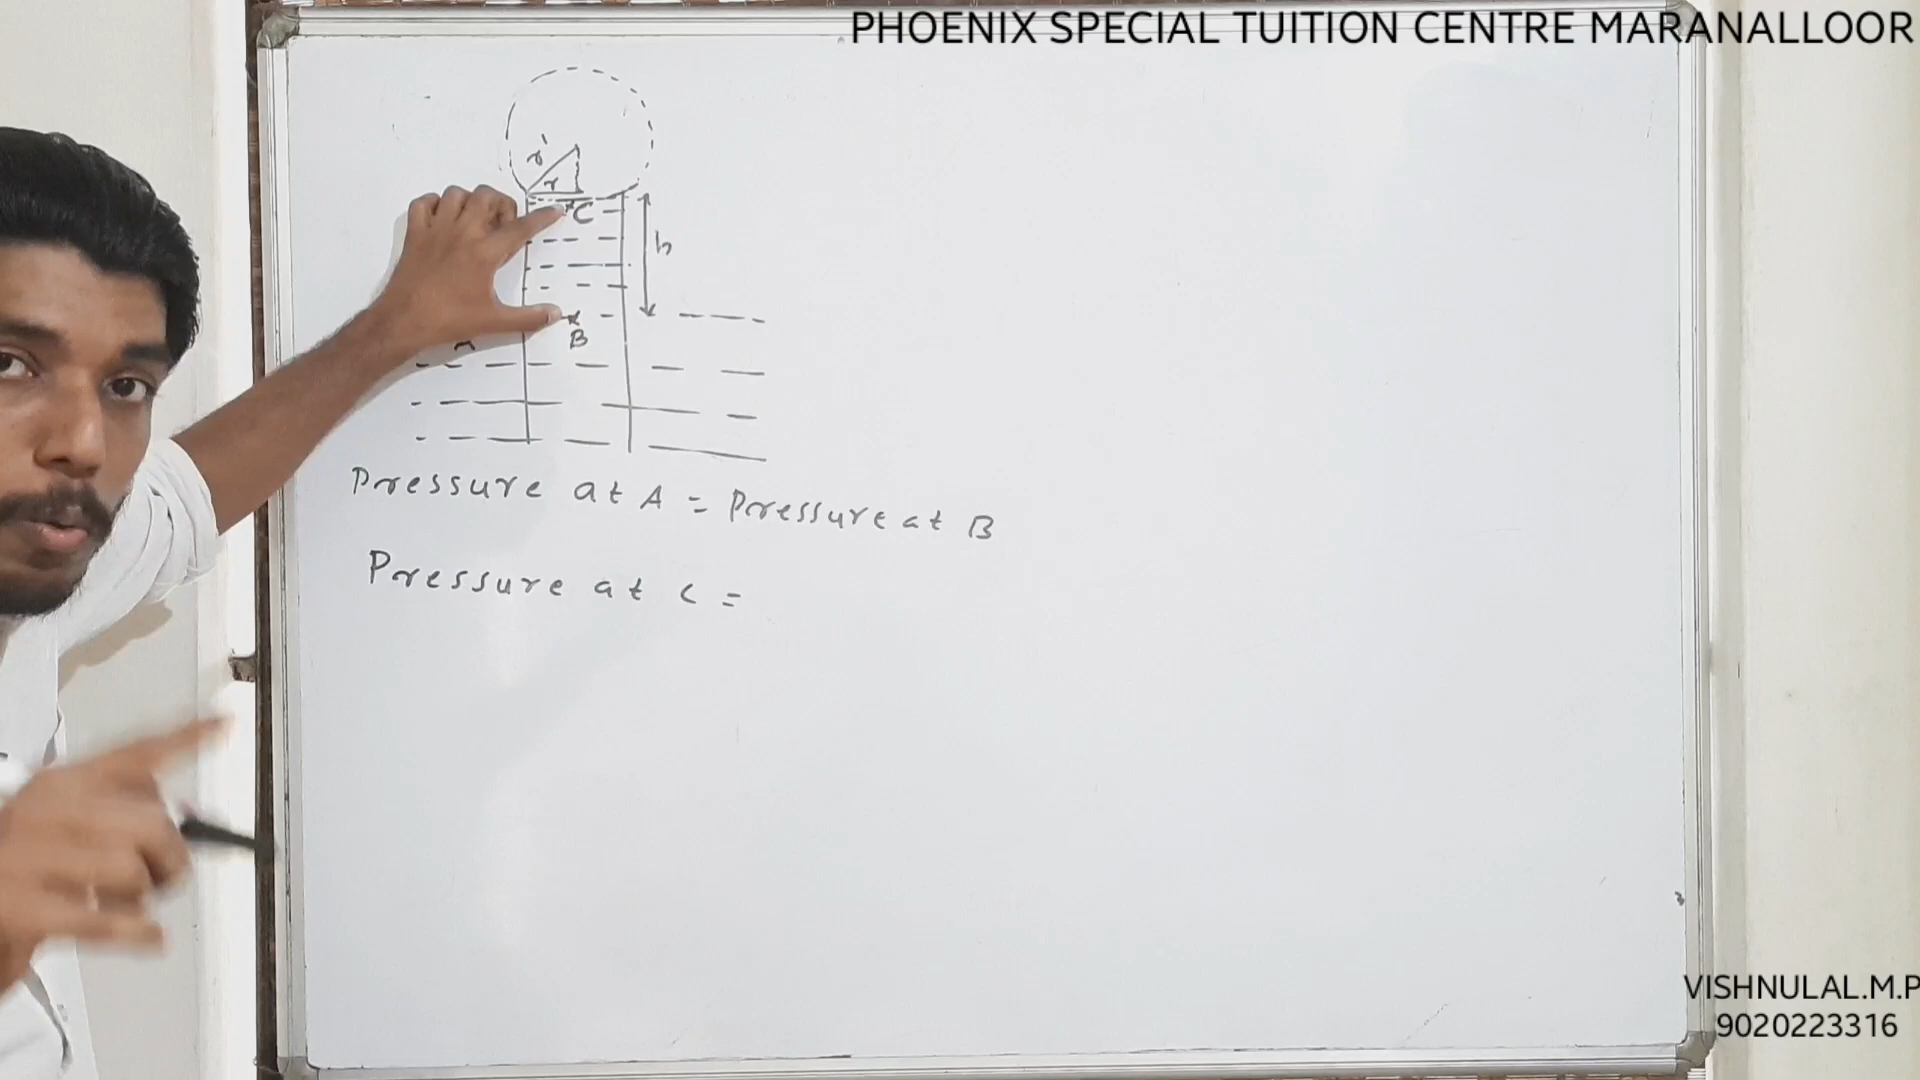 PHOENIX SPECIAL TUITION CENTRE MARANALLOOR
r'
r
C
h
B
Pressure at A = Pressure at B
Pressure at C =
VISHNULAL.M.P
9020223316